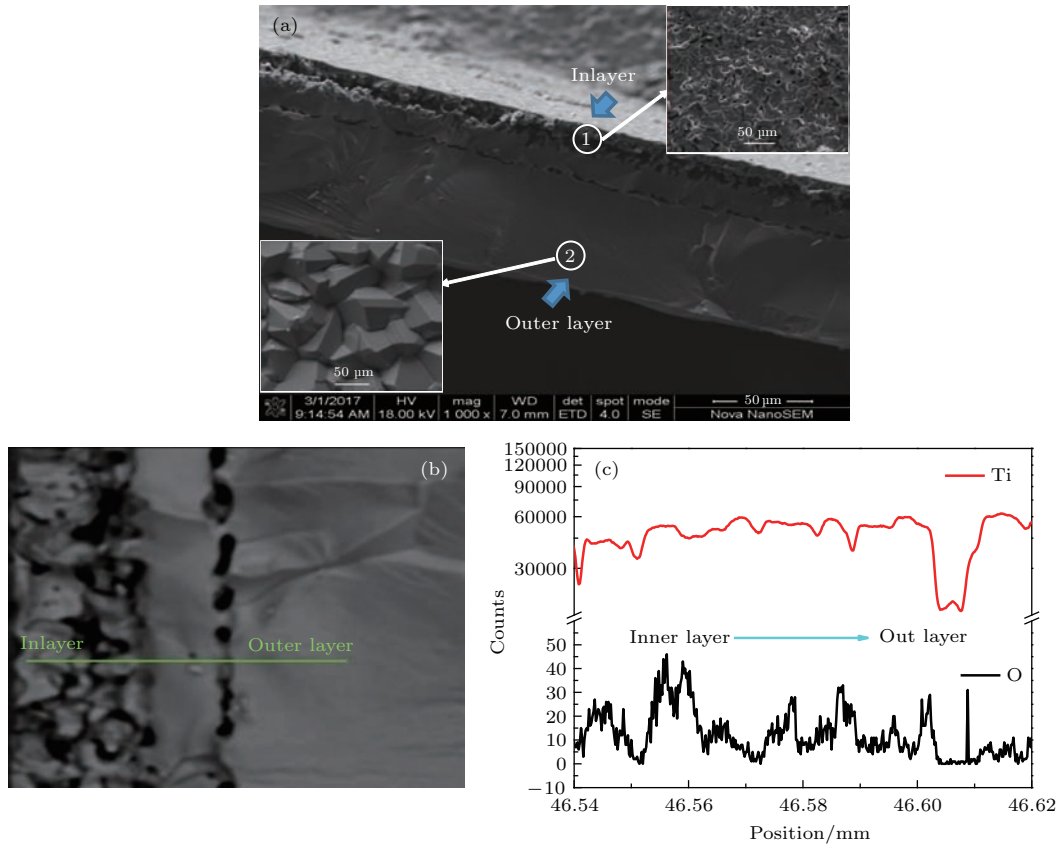 (a)
Inlayer
1
50 µm
2
Outer layer
50 µm
3/1/2017 HV mag WD det spot mode 50 µm
9:14:54 AM 18.00 kV 1 000 x 7.0 mm ETD 4.0 SE Nova NanoSEM
(b)
Inlayer Outer layer
(c)
Ti
150000
120000
90000
60000
30000
Counts
Inner layer Out layer
O
50
40
30
20
10
0
−10
46.54 46.56 46.58 46.60 46.62
Position/mm